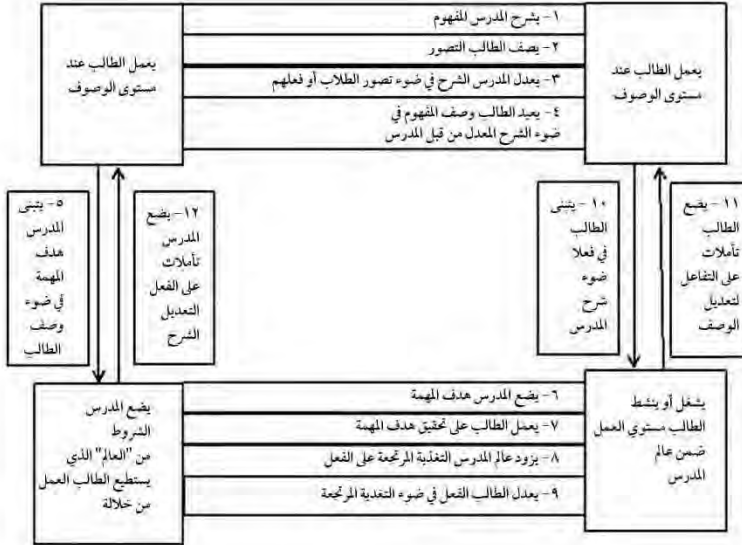 ١- يشرح المدرس المفهوم
٢- يصف الطالب التصور
٣- يعدل المدرس الشرح في ضوء تصور الطلاب أو فعلهم
٤- يعيد الطالب وصف المفهوم في
ضوء الشرح المعدل من قبل المدرس
يعمل الطالب عند
مستوى الوصوف
يعمل الطالب عند
مستوى الوصوف
١١- يضع
الطالب
تأملات
على التفاعل
لتعديل
الوصف
١٠- يتبنى
الطالب
في فعلا
ضوء
شرح
المدرس
١٢- يضع
المدرس
تأملات
على الفعل
التعديل
الشرح
٥- يتبنى
المدرس
هدف
المهمة
في ضوء
وصف
الطالب
يشغل أو ينشط
الطالب مستوي العمل
ضمن عالم
المدرس
٦- يضع المدرس هدف المهمة
٧- يعمل الطالب على تحقيق هدف المهمة
٨- يزود عالم المدرس التغذية المرتجعة على الفعل
٩- يعدل الطالب الفعل في ضوء التغدية المرتجعة
يضع المدرس
الشروط
من "العالم" الذي
يستطيع الطالب العمل
من خلالة